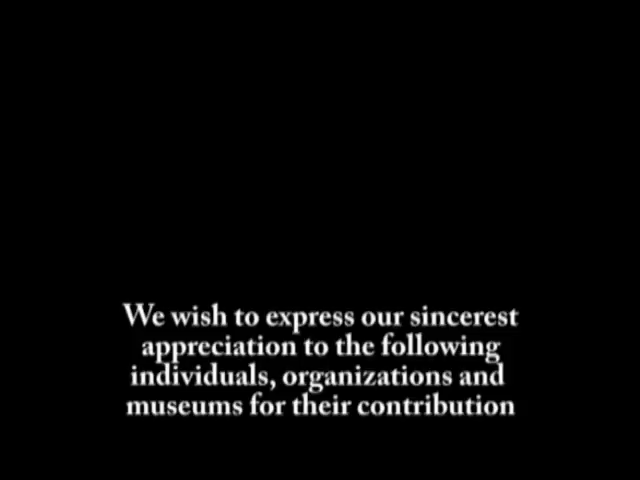 We wish to express our sincerest
appreciation to the following
individuals, organizations and
museums for their contribution